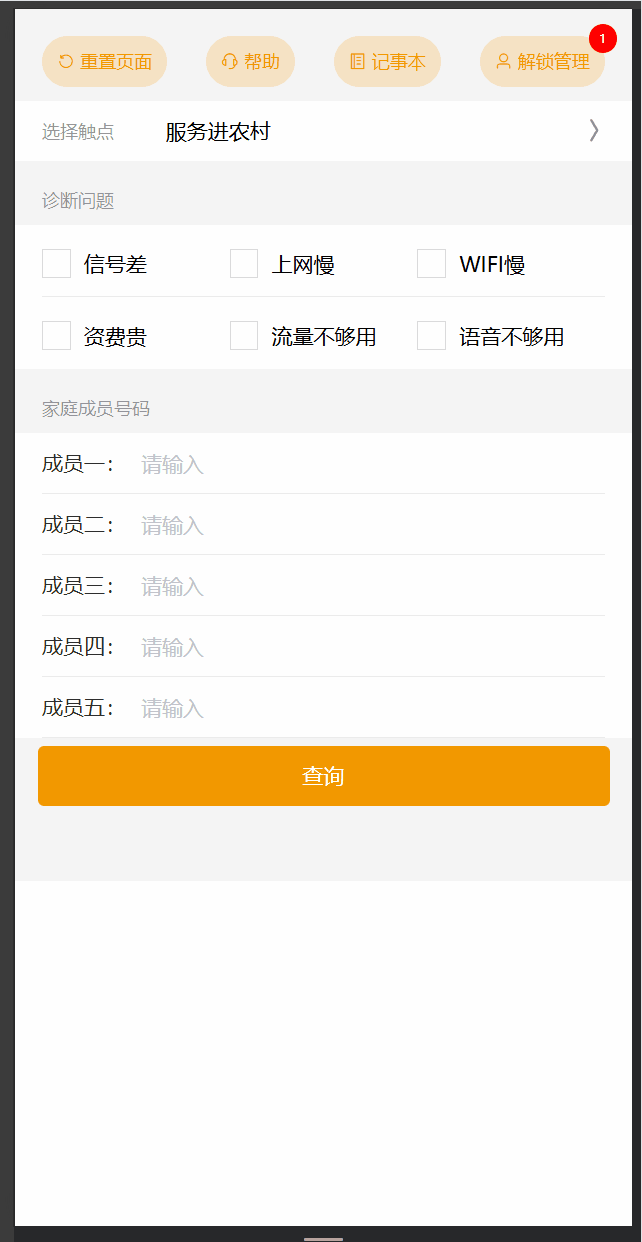 重置页面 帮助 记事本 解锁管理 1
选择触点 服务进农村
诊断问题
信号差 上网慢 WIFI慢
资费贵 流量不够用 语音不够用
家庭成员号码
成员一： 请输入
成员二： 请输入
成员三： 请输入
成员四： 请输入
成员五： 请输入
查询